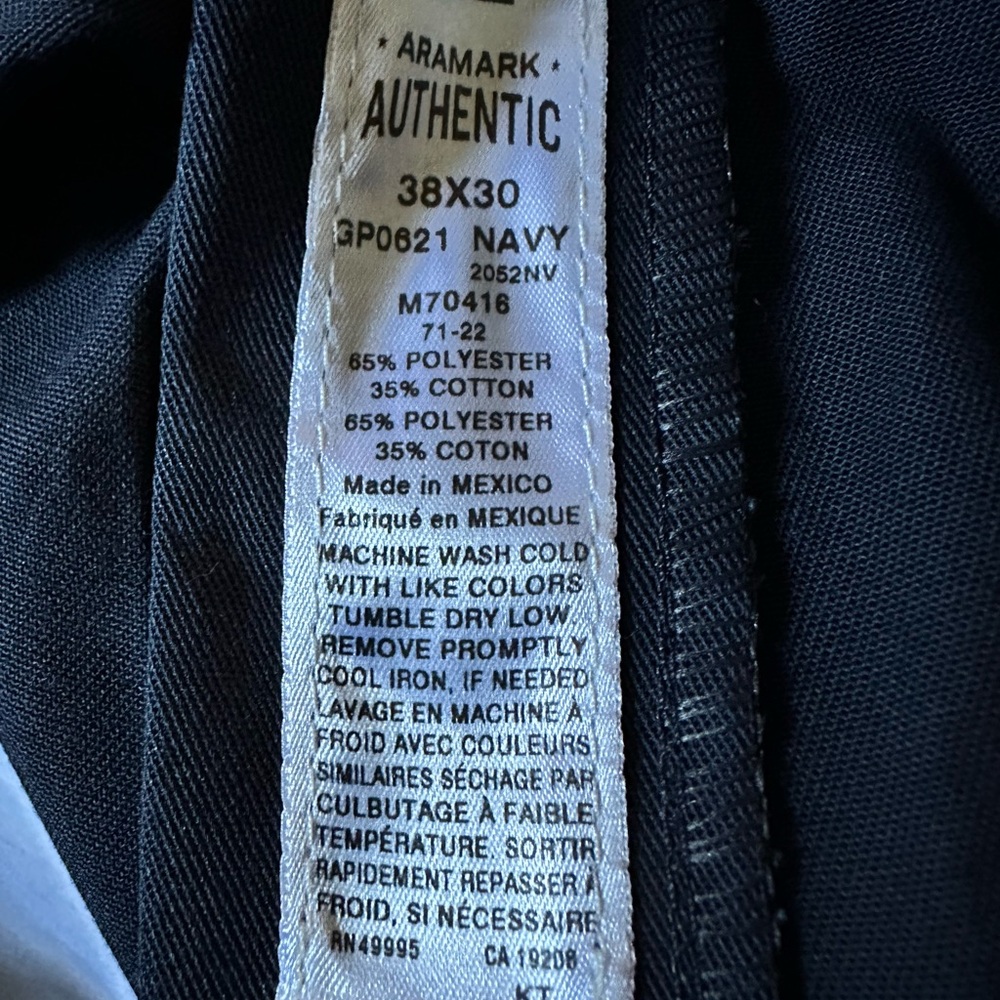 * ARAMARK *
AUTHENTIC
38X30
GP0621 NAVY
2052NV
M70416
71-22
65% POLYESTER
35% COTTON
65% POLYESTER
35% COTON
Made in MEXICO
Fabriqué en MEXIQUE
MACHINE WASH COLD
WITH LIKE COLORS
TUMBLE DRY LOW
REMOVE PROMPTLY
COOL IRON, IF NEEDED
LAVAGE EN MACHINE À
FROID AVEC COULEURS
SIMILAIRES SÉCHAGE PAR
CULBUTAGE À FAIBLE
TEMPÉRATURE. SORTIR
RAPIDEMENT REPASSER À
FROID, SI NÉCESSAIRE
RN49995 CA 19208
KT